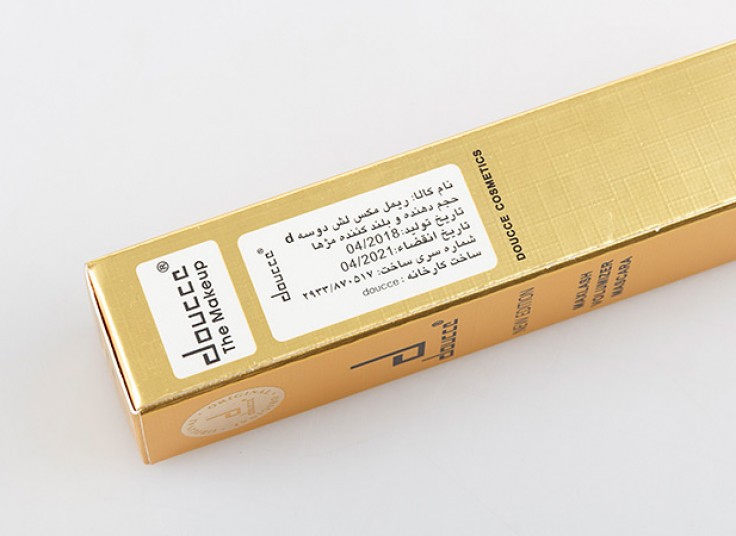 doucce®
The Makeup
doucce®
نام کالا: ریمل مکس لش دوسه d
حجم دهنده و بلند کننده مژها
تاریخ تولید:04/2018
تاریخ انقضاء:04/2021
شماره سری ساخت: ۲۹۳۳/۸۷۰۵۱۷
ساخت کارخانه : doucce
DOUCCE COSMETICS
doucce®
NEW EDITION
MAXLASH
VOLUMIZER
MASCARA
ORIGINAL